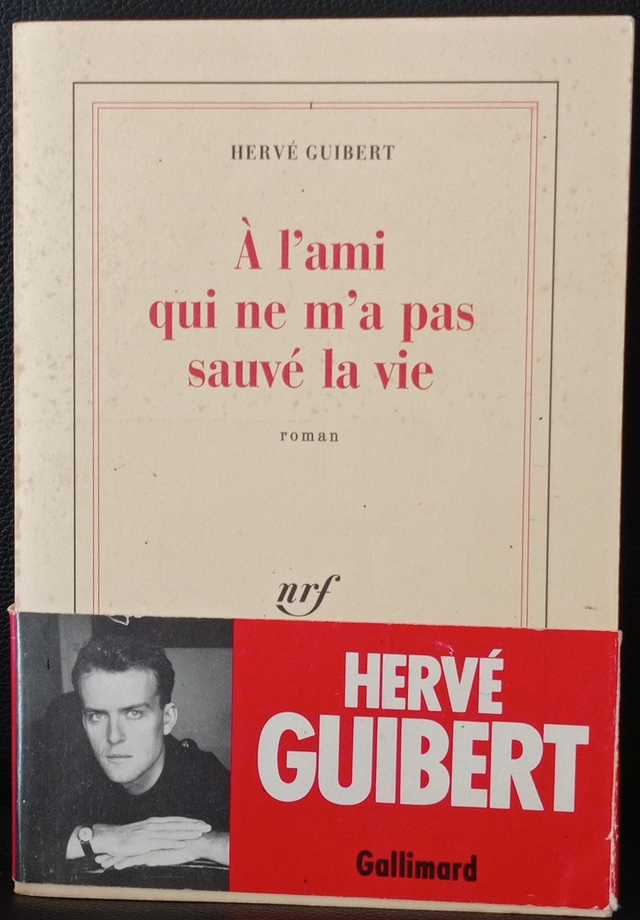 HERVÉ GUIBERT
À l'ami
qui ne m'a pas
sauvé la vie
roman
nrf
HERVÉ
GUIBERT
Gallimard